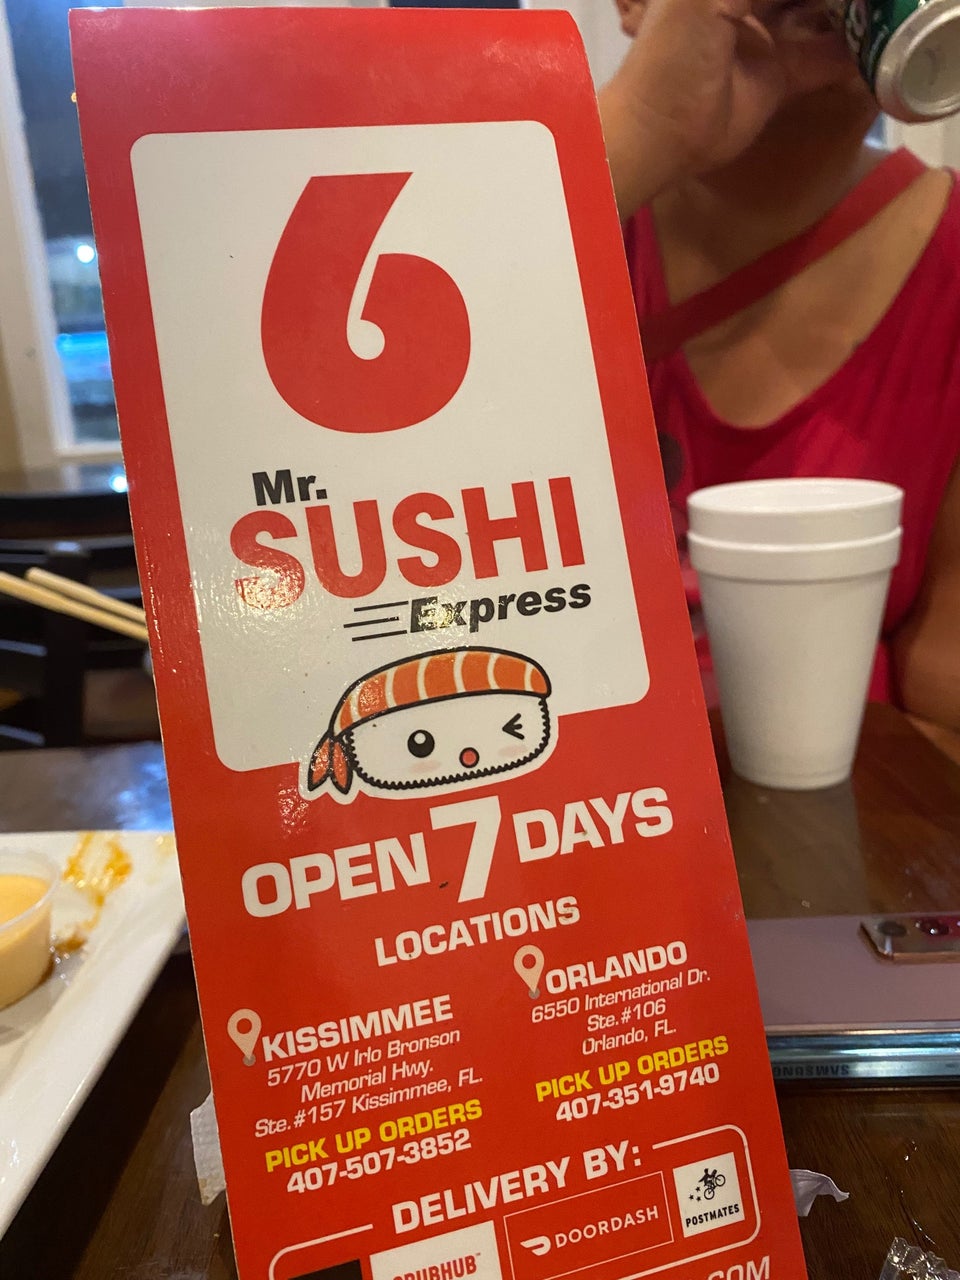 6
Mr.
SUSHI
Express
OPEN 7 DAYS
LOCATIONS
KISSIMMEE
5770 W Irlo Bronson
Memorial Hwy.
Ste.#157 Kissimmee, FL.
PICK UP ORDERS
407-507-3852
ORLANDO
6550 International Dr.
Ste.#106
Orlando, FL.
PICK UP ORDERS
407-351-9740
DELIVERY BY:
DOORDASH
POSTMATES
.COM
SAMSUNG